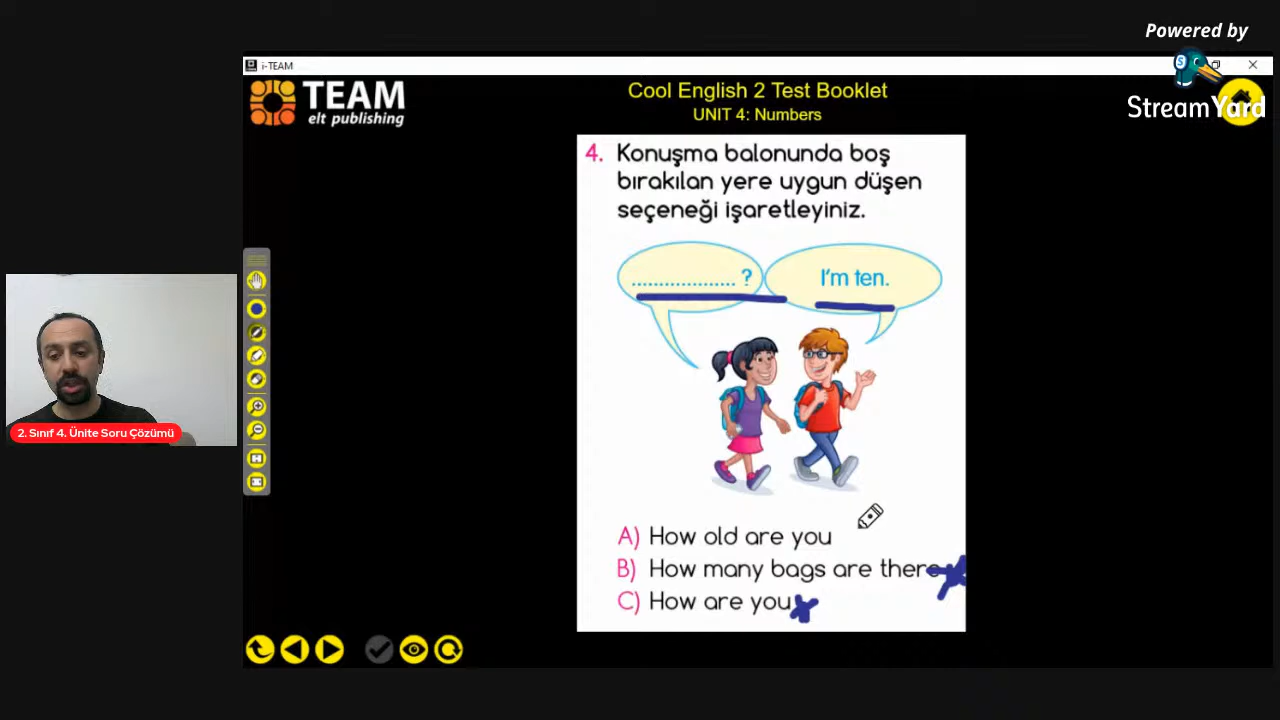 Powered by
StreamYard
i-TEAM
TEAM
elt publishing
Cool English 2 Test Booklet
UNIT 4: Numbers
4. Konuşma balonunda boş
bırakılan yere uygun düşen
seçeneği işaretleyiniz.
................... ?
I'm ten.
A) How old are you
B) How many bags are there
C) How are you
2. Sınıf 4. Ünite Soru Çözümü